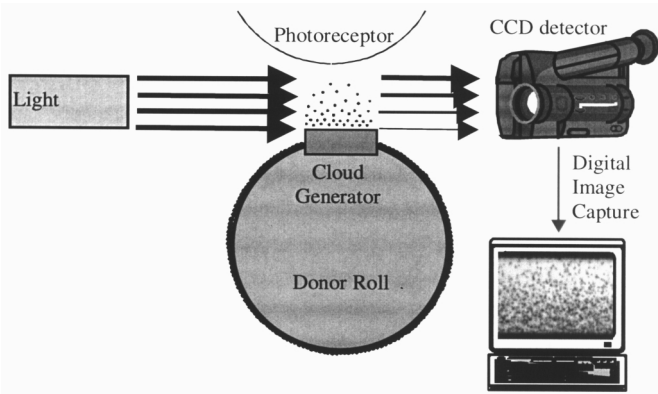 Photoreceptor
CCD detector
Light
Cloud
Generator
Digital
Image
Capture
Donor Roll